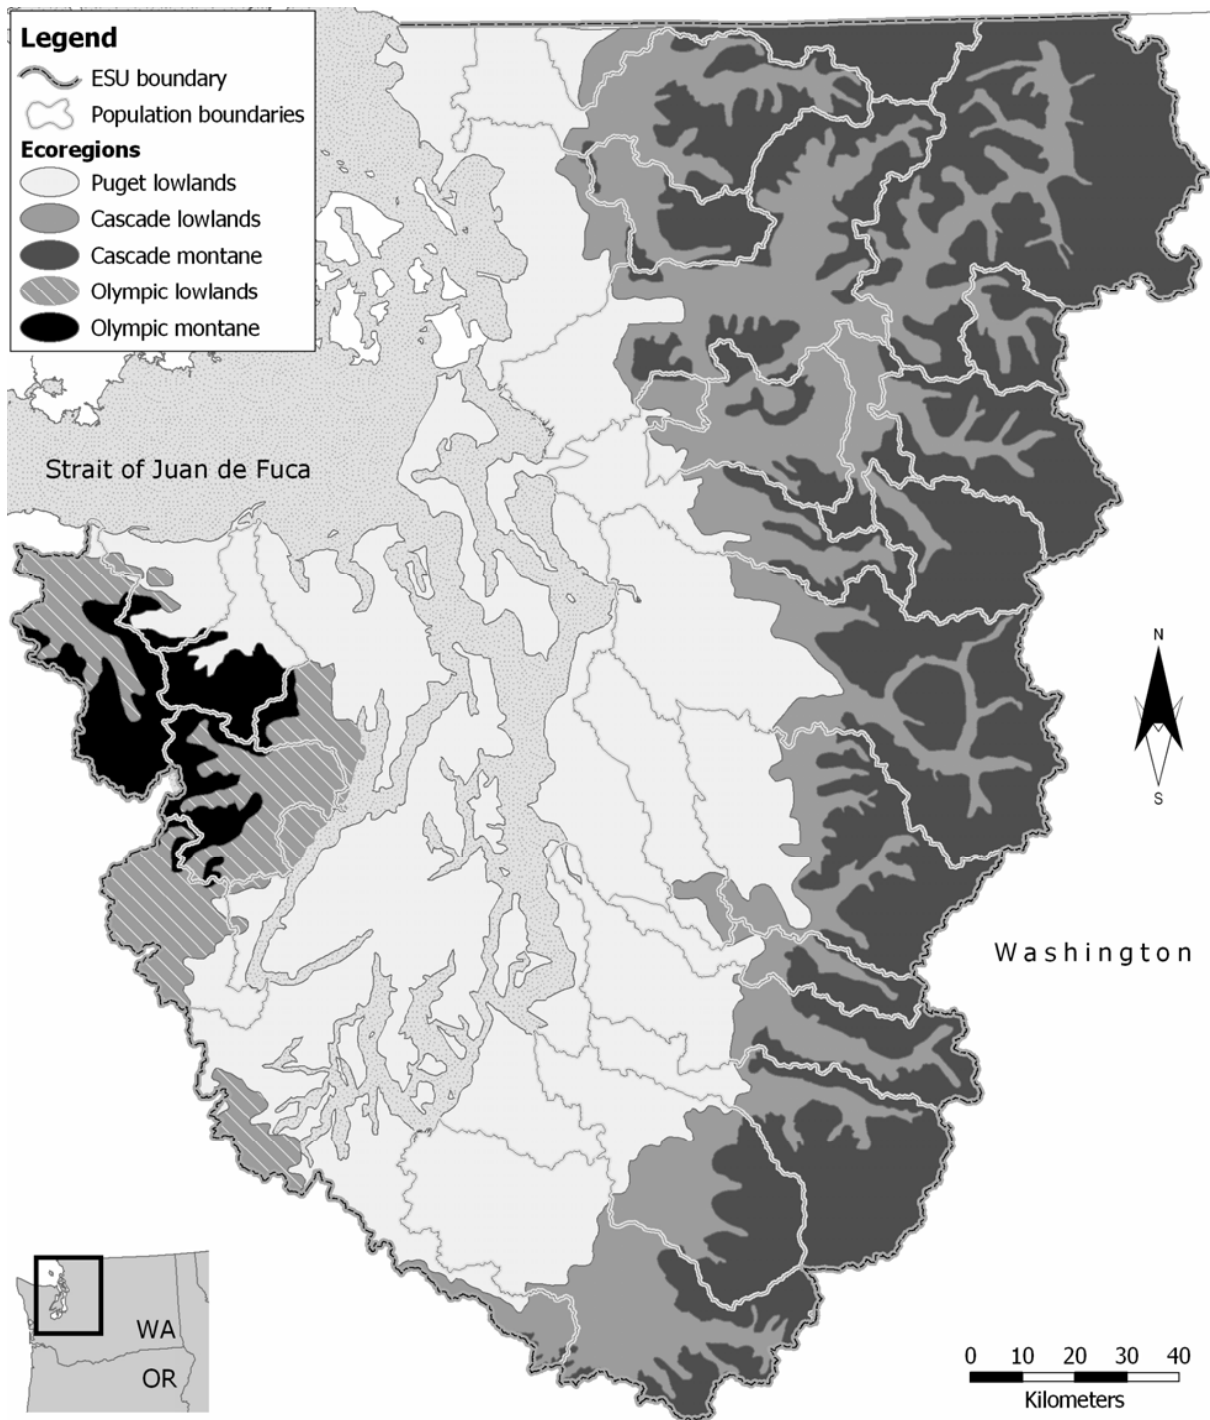 Legend
ESU boundary
Population boundaries
Ecoregions
Puget lowlands
Cascade lowlands
Cascade montane
Olympic lowlands
Olympic montane
Strait of Juan de Fuca
N
S
Washington
WA
OR
0 10 20 30 40
Kilometers